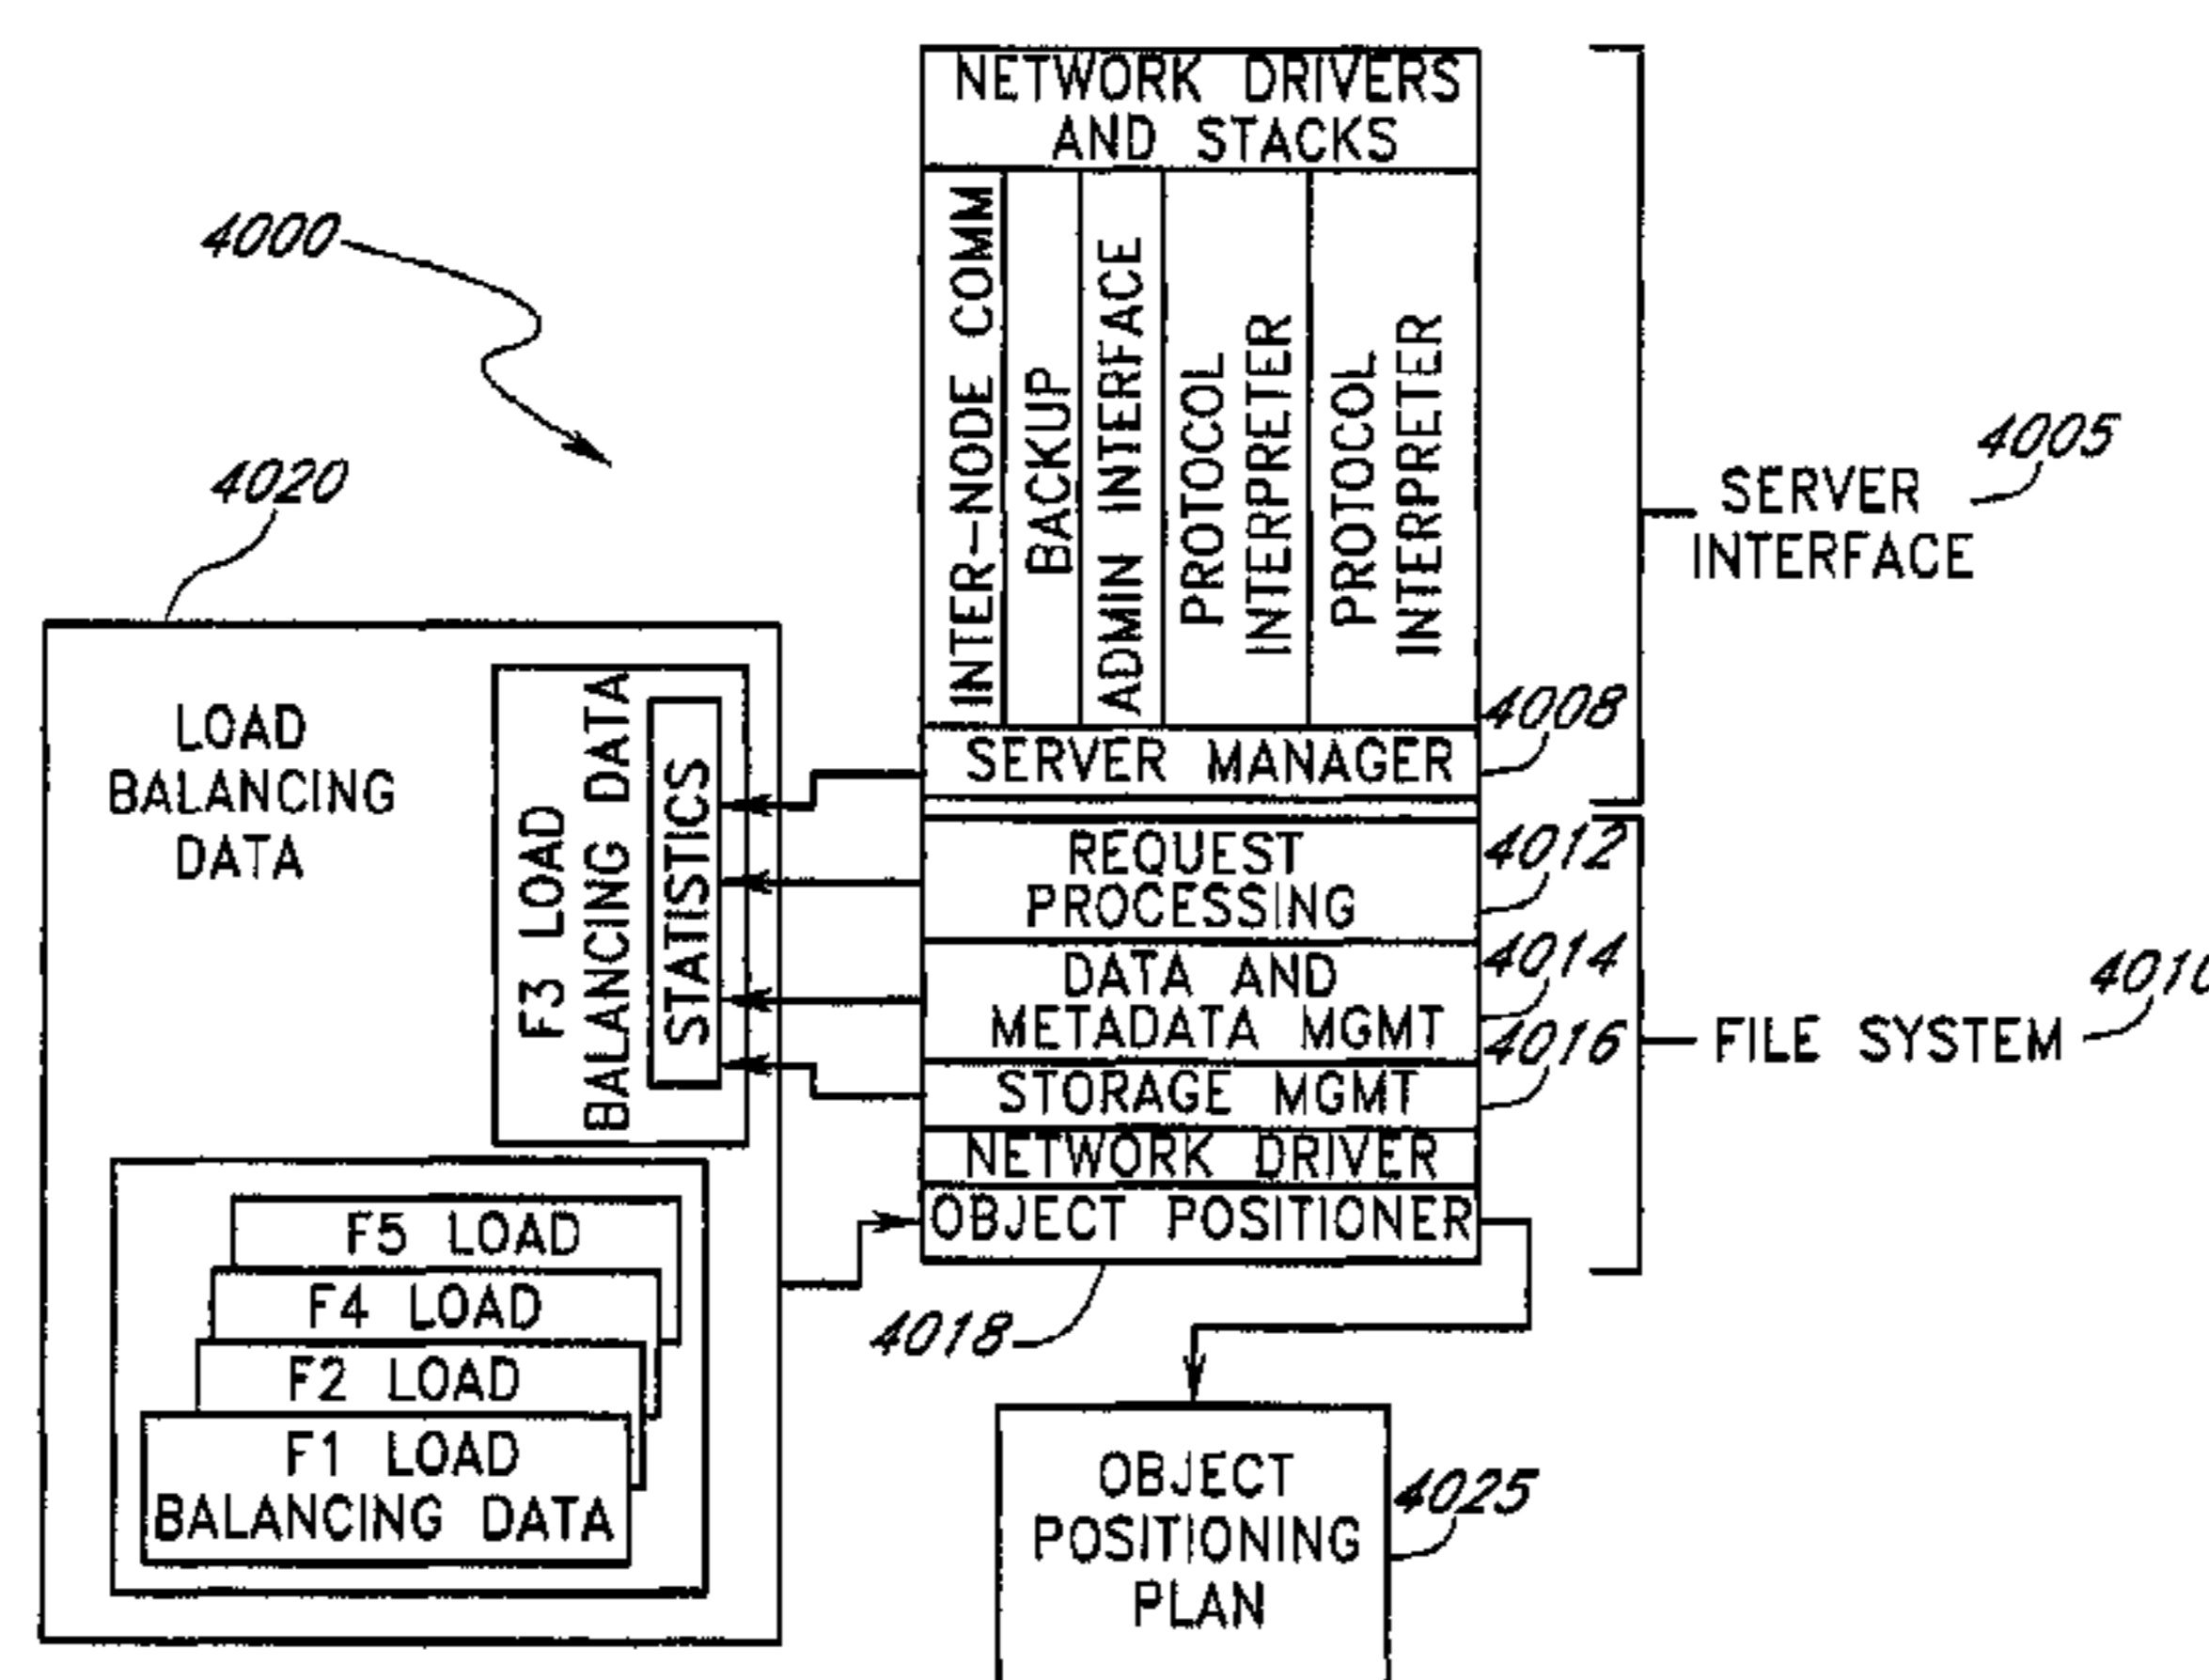 NETWORK DRIVERS
AND STACKS
4000
INTER-NODE COMM
BACKUP
ADMIN INTERFACE
PROTOCOL
INTERPRETER
PROTOCOL
INTERPRETER
4005
SERVER
INTERFACE
4020
LOAD
BALANCING
DATA
F3 LOAD
BALANCING DATA
STATISTICS
4008
SERVER MANAGER
4012
REQUEST
PROCESSING
4014
DATA AND
METADATA MGMT
4016
STORAGE MGMT
NETWORK DRIVER
OBJECT POSITIONER
4010
FILE SYSTEM
F5 LOAD
F4 LOAD
F2 LOAD
F1 LOAD
BALANCING DATA
4018
OBJECT
POSITIONING
PLAN
4025